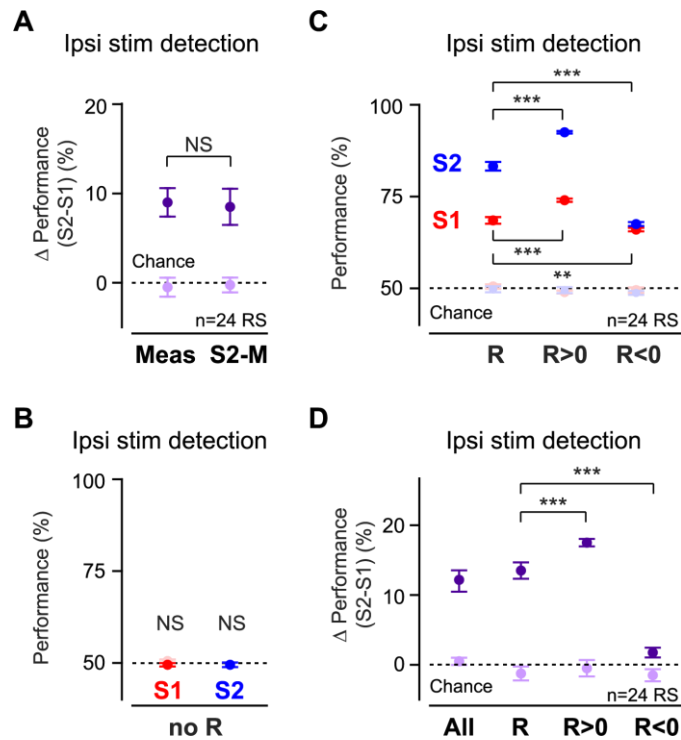 A
Ipsi stim detection
Δ Performance
(S2-S1) (%)
20
10
0
NS
Chance
n=24 RS
Meas S2-M
B
Ipsi stim detection
Performance (%)
100
75
50
NS NS
S1 S2
no R
C
Ipsi stim detection
Performance (%)
100
75
50
***
***
S2
S1
***
**
Chance
n=24 RS
R R>0 R<0
D
Ipsi stim detection
Δ Performance
(S2-S1) (%)
20
10
0
***
***
Chance
n=24 RS
All R R>0 R<0